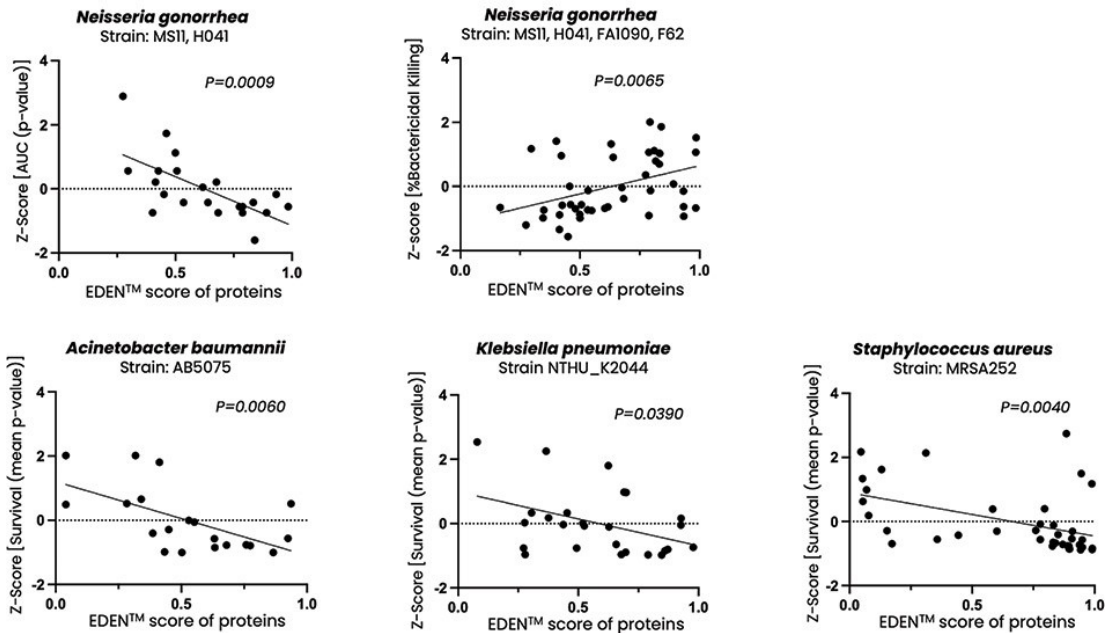 Neisseria gonorrhea
Strain: MS11, H041
Z-Score [AUC (p-value)]
4
2
0
-2
P=0.0009
0.0
0.5
1.0
EDEN™ score of proteins
Neisseria gonorrhea
Strain: MS11, H041, FA1090, F62
Z-score [%Bactericidal Killing]
4
2
0
-2
P=0.0065
0.0
0.5
1.0
EDEN™ score of proteins
Acinetobacter baumannii
Strain: AB5075
Z-score [Survival (mean p-value)]
4
2
0
-2
P=0.0060
0.0
0.5
1.0
EDEN™ score of proteins
Klebsiella pneumoniae
Strain NTHU_K2044
Z-score [Survival (mean p-value)]
4
2
0
-2
P=0.0390
0.0
0.5
1.0
EDEN™ score of proteins
Staphylococcus aureus
Strain: MRSA252
Z-score [Survival (mean p-value)]
4
2
0
-2
P=0.0040
0.0
0.5
1.0
EDEN™ score of proteins